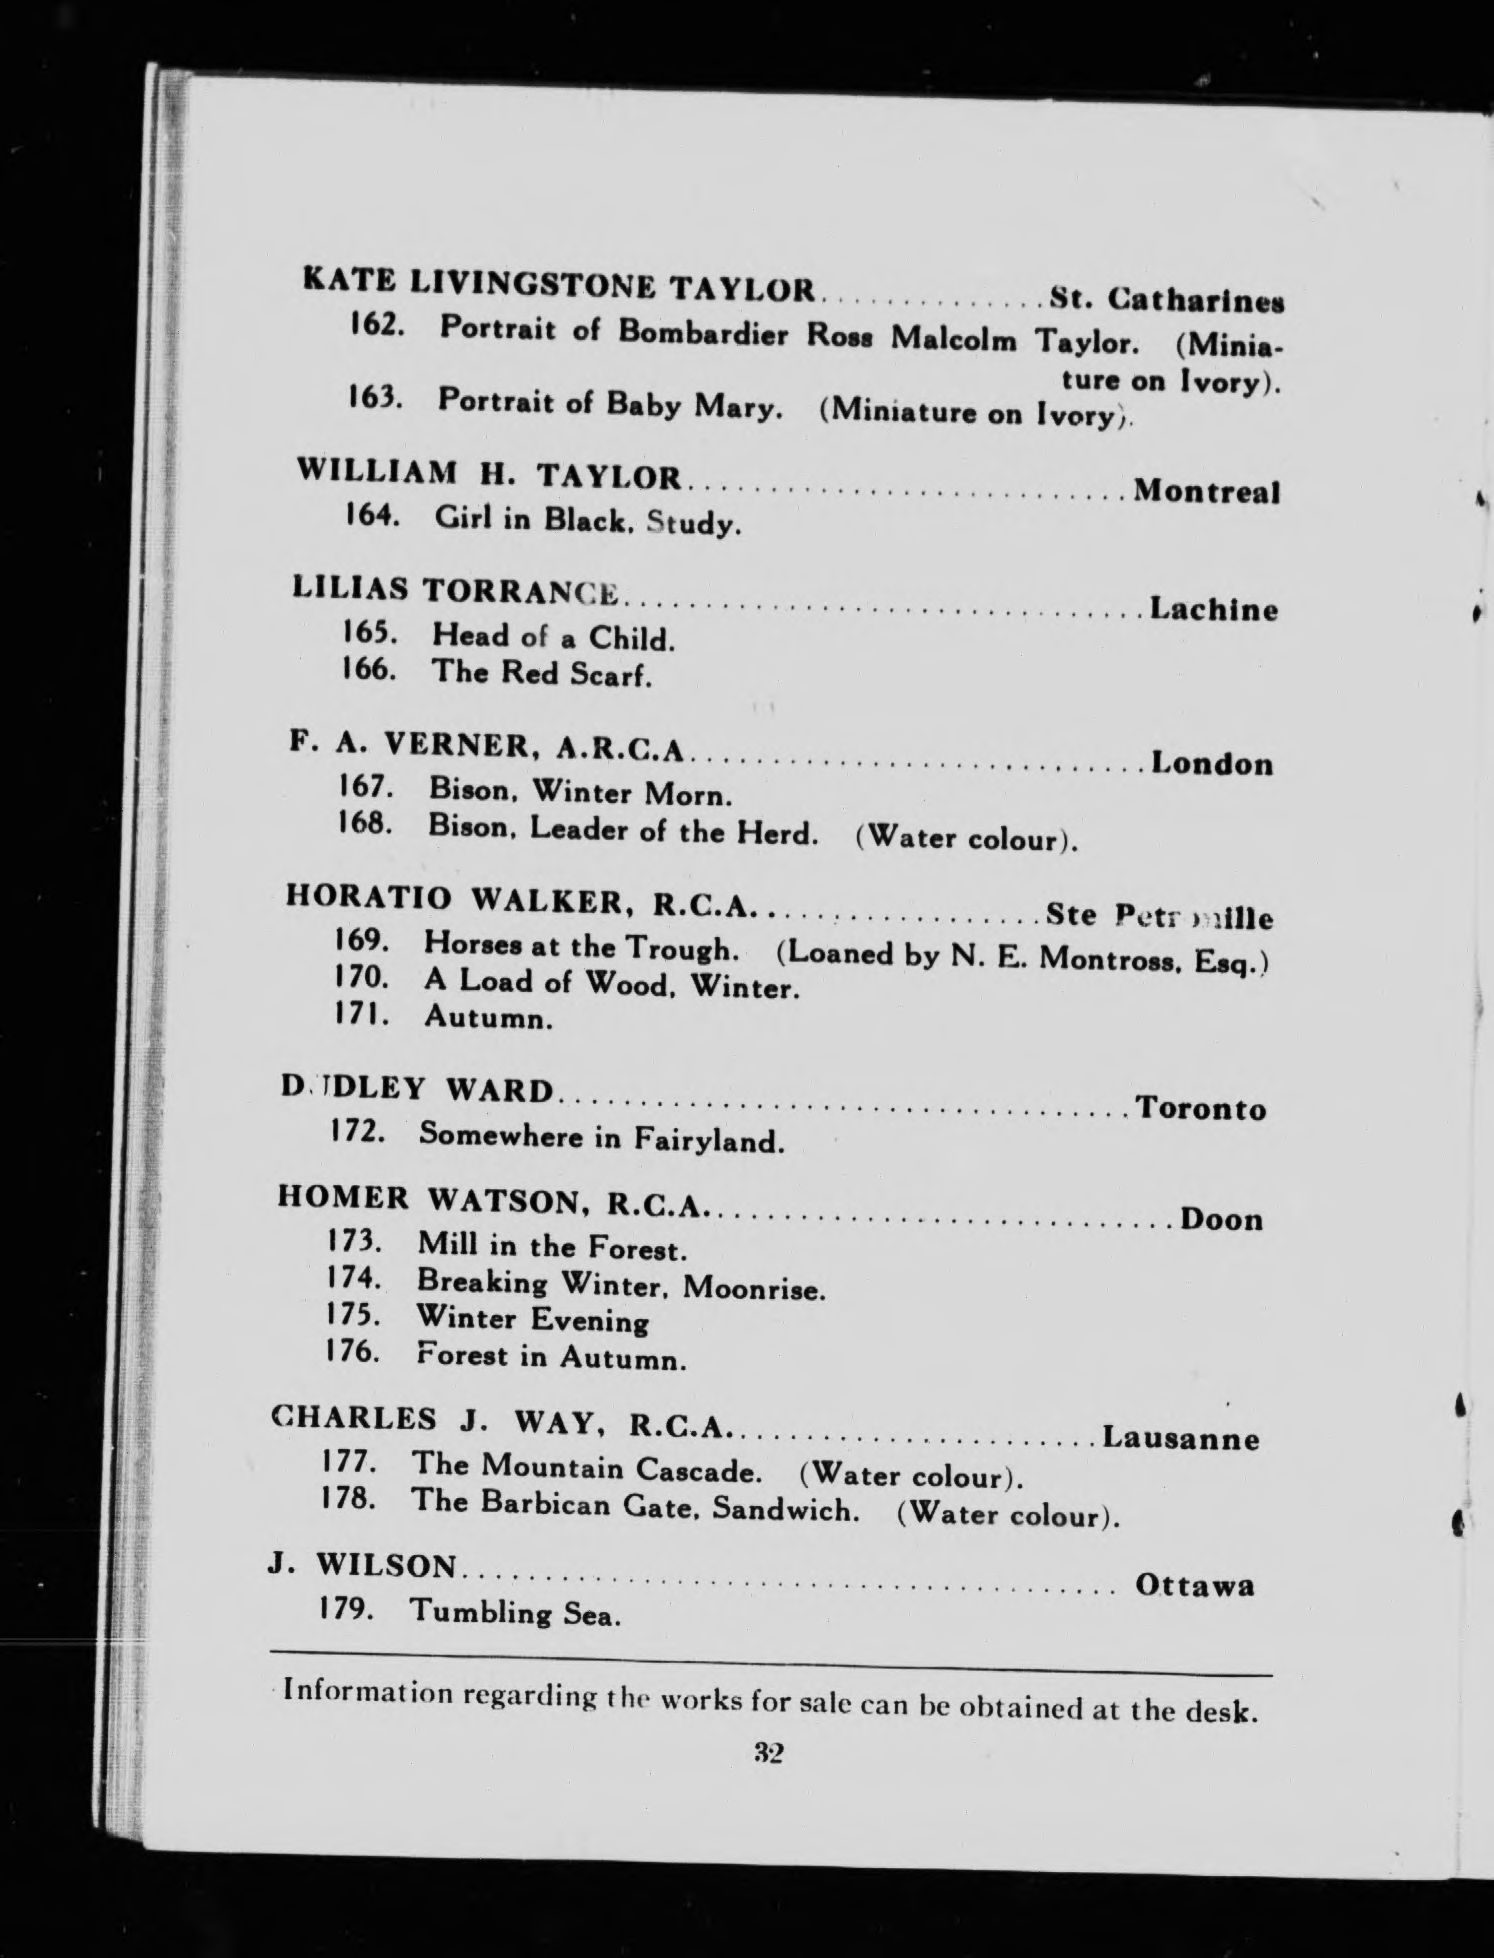 KATE LIVINGSTONE TAYLOR..............St. Catharines
162. Portrait of Bombardier Ross Malcolm Taylor. (Minia-
ture on Ivory).
163. Portrait of Baby Mary. (Miniature on Ivory).
WILLIAM H. TAYLOR...........................Montreal
164. Girl in Black, Study.
LILIAS TORRANCE................................Lachine
165. Head of a Child.
166. The Red Scarf.
F. A. VERNER, A.R.C.A............................London
167. Bison, Winter Morn.
168. Bison, Leader of the Herd. (Water colour).
HORATIO WALKER, R.C.A..................Ste
169. Horses at the Trough. (Loaned by N. E. Montross, Esq.)
170. A Load of Wood, Winter.
171. Autumn.
DUDLEY WARD...................................Toronto
172. Somewhere in Fairyland.
HOMER WATSON, R.C.A.............................Doon
173. Mill in the Forest.
174. Breaking Winter, Moonrise.
175. Winter Evening
176. Forest in Autumn.
CHARLES J. WAY, R.C.A.......................Lausanne
177. The Mountain Cascade. (Water colour).
178. The Barbican Gate, Sandwich. (Water colour).
J. WILSON........................................ Ottawa
179. Tumbling Sea.
Information regarding the works for sale can be obtained at the desk.
32